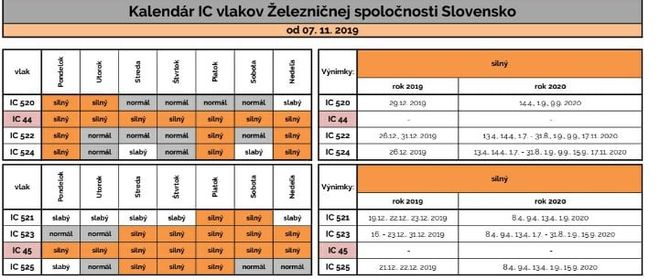 Kalendár IC vlakov Železničnej spoločnosti Slovensko
od 07. 11. 2019
vlak Pondelok Utorok Streda Štvrtok Piatok Sobota Nedeľa
IC 520 silný silný normál normál normál normál slabý
IC 44 silný silný silný silný silný silný silný
IC 522 silný normál normál silný silný normál silný
IC 524 silný normál slabý normál silný slabý silný
Výnimky: silný
rok 2019 rok 2020
IC 520 29.12. 2019 14.4., 1.9., 9.9. 2020
IC 44 - -
IC 522 26.12., 31.12. 2019 13.4. 14.4., 1.7. - 31.8., 1.9., 9.9., 17.11. 2020
IC 524 26.12. 2019 13.4., 14.4., 1.7. - 31.8., 1.9., 9.9., 15.9., 17.11. 2020
vlak Pondelok Utorok Streda Štvrtok Piatok Sobota Nedeľa
IC 521 slabý slabý slabý slabý silný silný slabý
IC 523 normál normál silný silný silný silný silný
IC 45 silný silný silný silný silný silný silný
IC 525 slabý normál silný silný silný normál normál
Výnimky: silný
rok 2019 rok 2020
IC 521 19.12. 22.12. 23.12. 2019 8.4., 9.4., 13.4., 1.9. 2020
IC 523 16. - 23.12., 31.12. 2019 8.4., 9.4., 13.4., 1.7. - 31.8., 1.9., 15.9. 2020
IC 45 - -
IC 525 21.12., 22.12. 2019 8.4., 9.4., 13.4., 1.9., 15.9. 2020